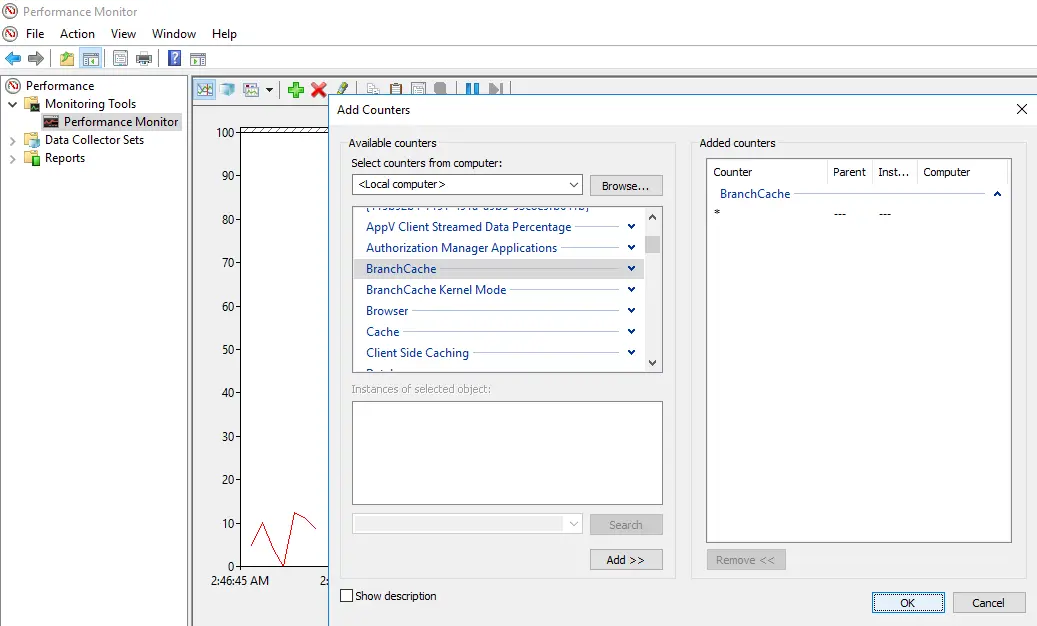 Performance Monitor
File Action View Window Help
Performance
Monitoring Tools
Performance Monitor
Data Collector Sets
Reports
100
90
80
70
60
50
40
30
20
10
0
2:46:45 AM
Add Counters
Available counters
Select counters from computer:
<Local computer>
Browse...
AppV Client Streamed Data Percentage
Authorization Manager Applications
BranchCache
BranchCache Kernel Mode
Browser
Cache
Client Side Caching
Instances of selected object:
Search
Add >>
Show description
Added counters
Counter Parent Inst... Computer
BranchCache
* --- ---
Remove <<
OK Cancel